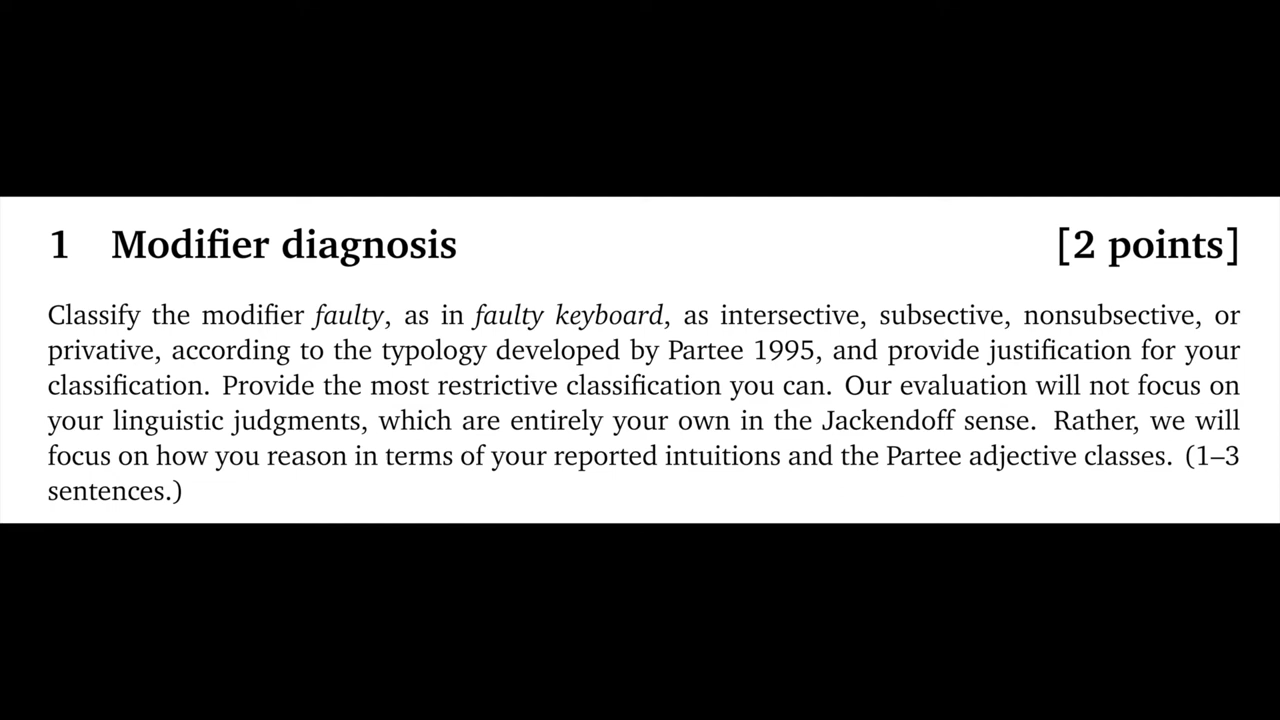 1 Modifier diagnosis [2 points]
Classify the modifier faulty, as in faulty keyboard, as intersective, subsective, nonsubsective, or
privative, according to the typology developed by Partee 1995, and provide justification for your
classification. Provide the most restrictive classification you can. Our evaluation will not focus on
your linguistic judgments, which are entirely your own in the Jackendoff sense. Rather, we will
focus on how you reason in terms of your reported intuitions and the Partee adjective classes. (1–3
sentences.)